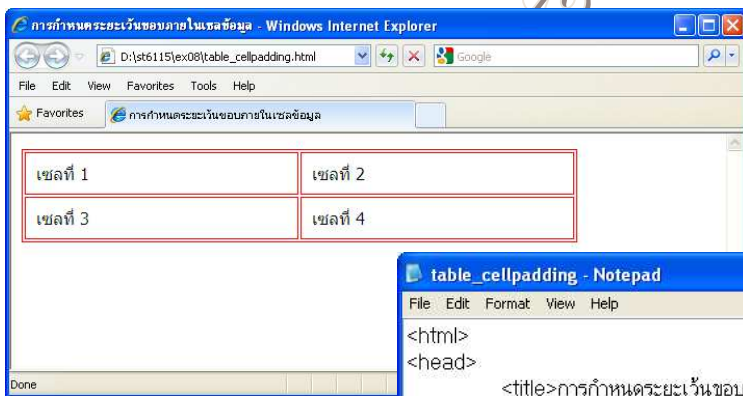 การกำหนดระยะเว้นขอบภายในเซลข้อมูล - Windows Internet Explorer
D:\st6115\ex08\table_cellpadding.html
Google
File Edit View Favorites Tools Help
Favorites
การกำหนดระยะเว้นขอบภายในเซลข้อมูล
เซลที่ 1 เซลที่ 2
เซลที่ 3 เซลที่ 4
Done
table_cellpadding - Notepad
File Edit Format View Help
<html>
<head>
<title>การกำหนดระยะเว้นขอบ